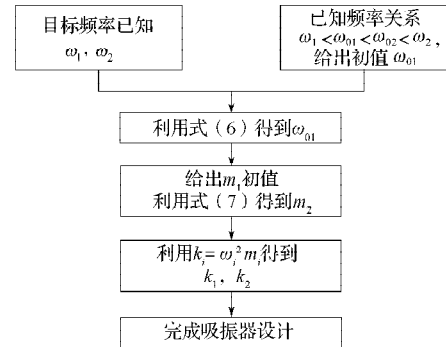 目标频率已知
ω₁, ω₂
已知频率关系
ω₁<ω₀₁<ω₀₂<ω₂,
给出初值 ω₀₁
利用式（6）得到ω₀₁
给出m₁初值
利用式（7）得到m₂
利用kᵢ=ωᵢ²mᵢ得到
k₁, k₂
完成吸振器设计